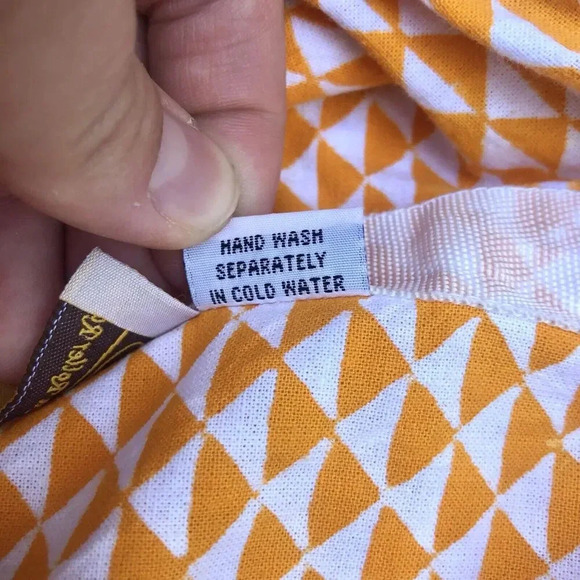 HAND WASH
SEPARATELY
IN COLD WATER